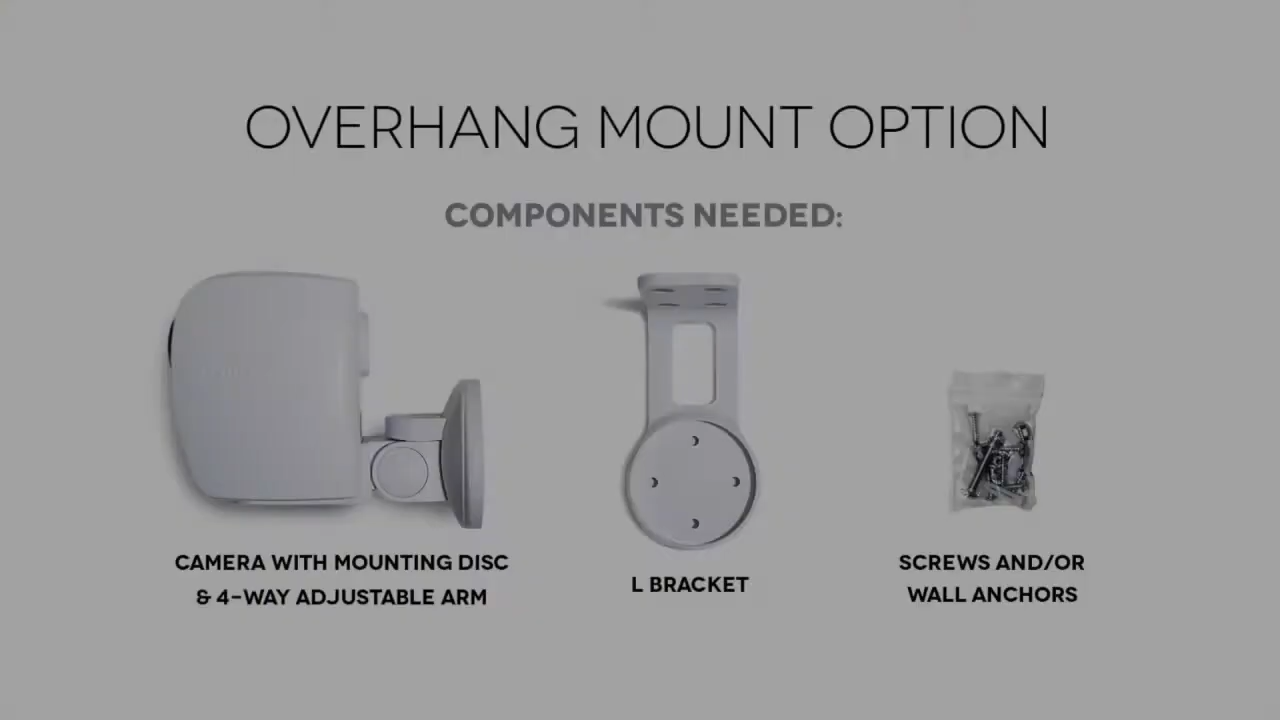 OVERHANG MOUNT OPTION
COMPONENTS NEEDED:
CAMERA WITH MOUNTING DISC
& 4-WAY ADJUSTABLE ARM
L BRACKET
SCREWS AND/OR
WALL ANCHORS